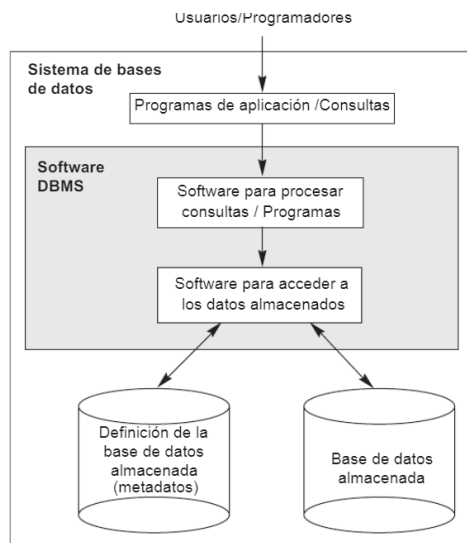 Usuarios/Programadores
Sistema de bases
de datos
Programas de aplicación /Consultas
Software
DBMS
Software para procesar
consultas / Programas
Software para acceder a
los datos almacenados
Definición de la
base de datos
almacenada
(metadatos)
Base de datos
almacenada